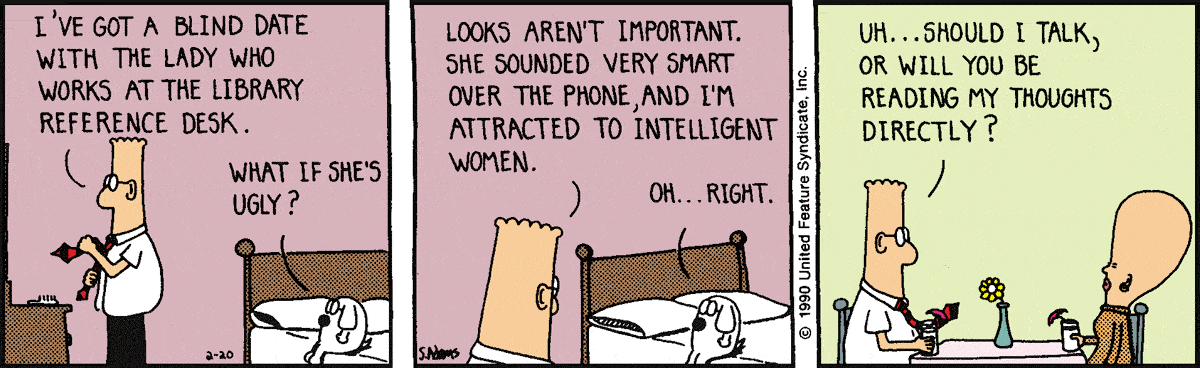 I'VE GOT A BLIND DATE
WITH THE LADY WHO
WORKS AT THE LIBRARY
REFERENCE DESK.
WHAT IF SHE'S
UGLY?
2-20
LOOKS AREN'T IMPORTANT.
SHE SOUNDED VERY SMART
OVER THE PHONE, AND I'M
ATTRACTED TO INTELLIGENT
WOMEN.
OH...RIGHT.
S.Adams
© 1990 United Feature Syndicate, Inc.
UH...SHOULD I TALK,
OR WILL YOU BE
READING MY THOUGHTS
DIRECTLY?